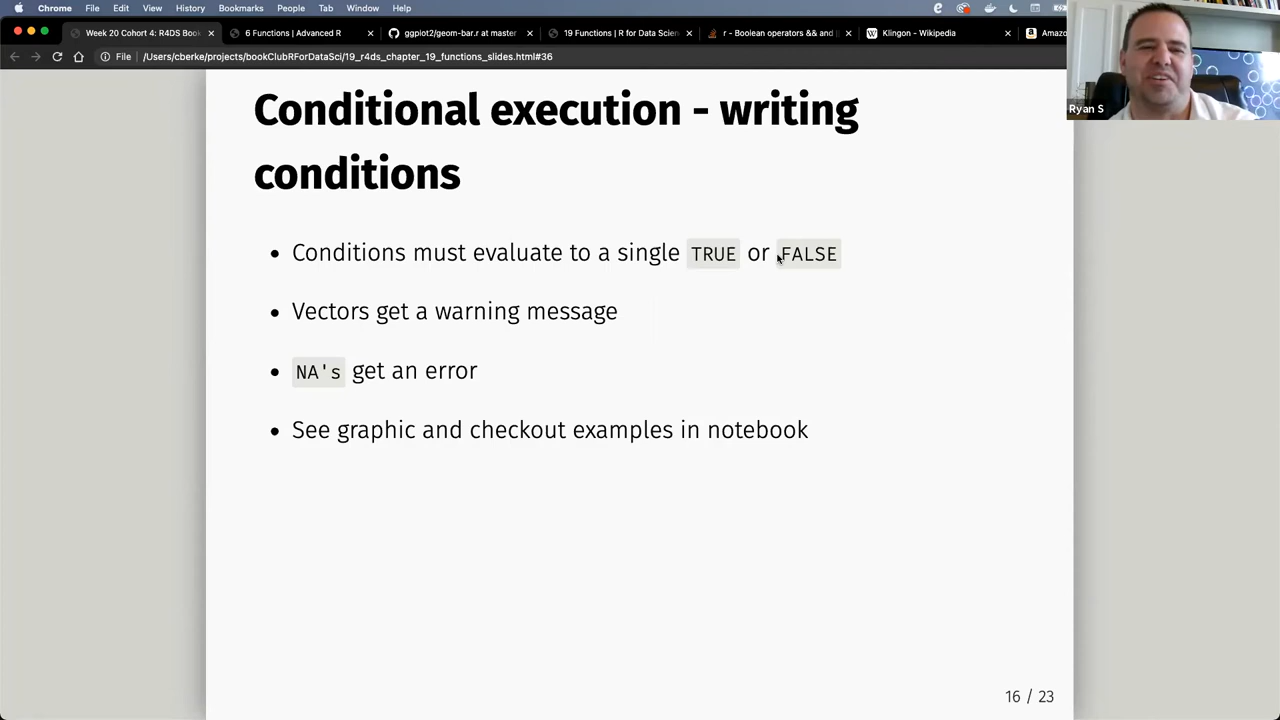 Chrome File Edit View History Bookmarks People Tab Window Help
Week 20 Cohort 4: R4DS Book × 6 Functions | Advanced R × ggplot2/geom-bar.r at master × 19 Functions | R for Data Scien × r - Boolean operators && and || × Klingon - Wikipedia × Amazo
File /Users/cberke/projects/bookClubRForDataSci/19_r4ds_chapter_19_functions_slides.html#36
Ryan S
Conditional execution - writing
conditions
• Conditions must evaluate to a single TRUE or FALSE
• Vectors get a warning message
• NA's get an error
• See graphic and checkout examples in notebook
16 / 23